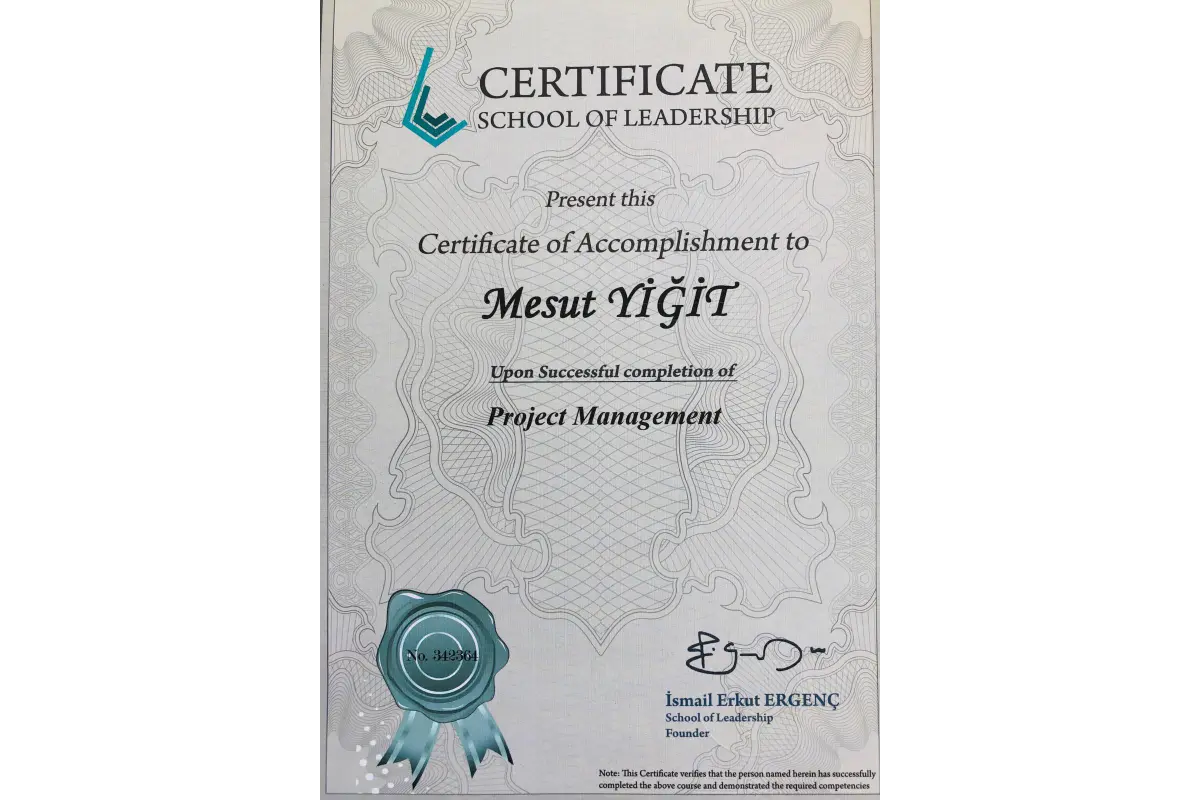 CERTIFICATE
SCHOOL OF LEADERSHIP
Present this
Certificate of Accomplishment to
Mesut YİĞİT
Upon Successful completion of
Project Management
No. 342364
İsmail Erkut ERGENÇ
School of Leadership
Founder
Note: This Certificate verifies that the person named herein has successfully
completed the above course and demonstrated the required competencies